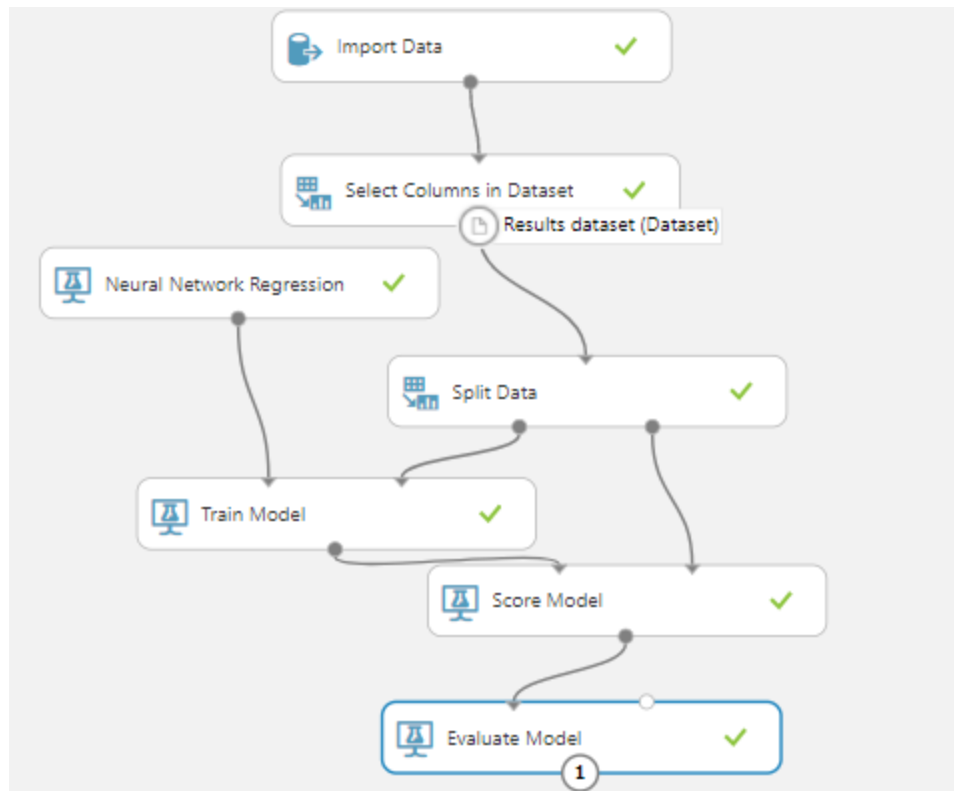 Import Data
Select Columns in Dataset
Results dataset (Dataset)
Neural Network Regression
Split Data
Train Model
Score Model
Evaluate Model
1